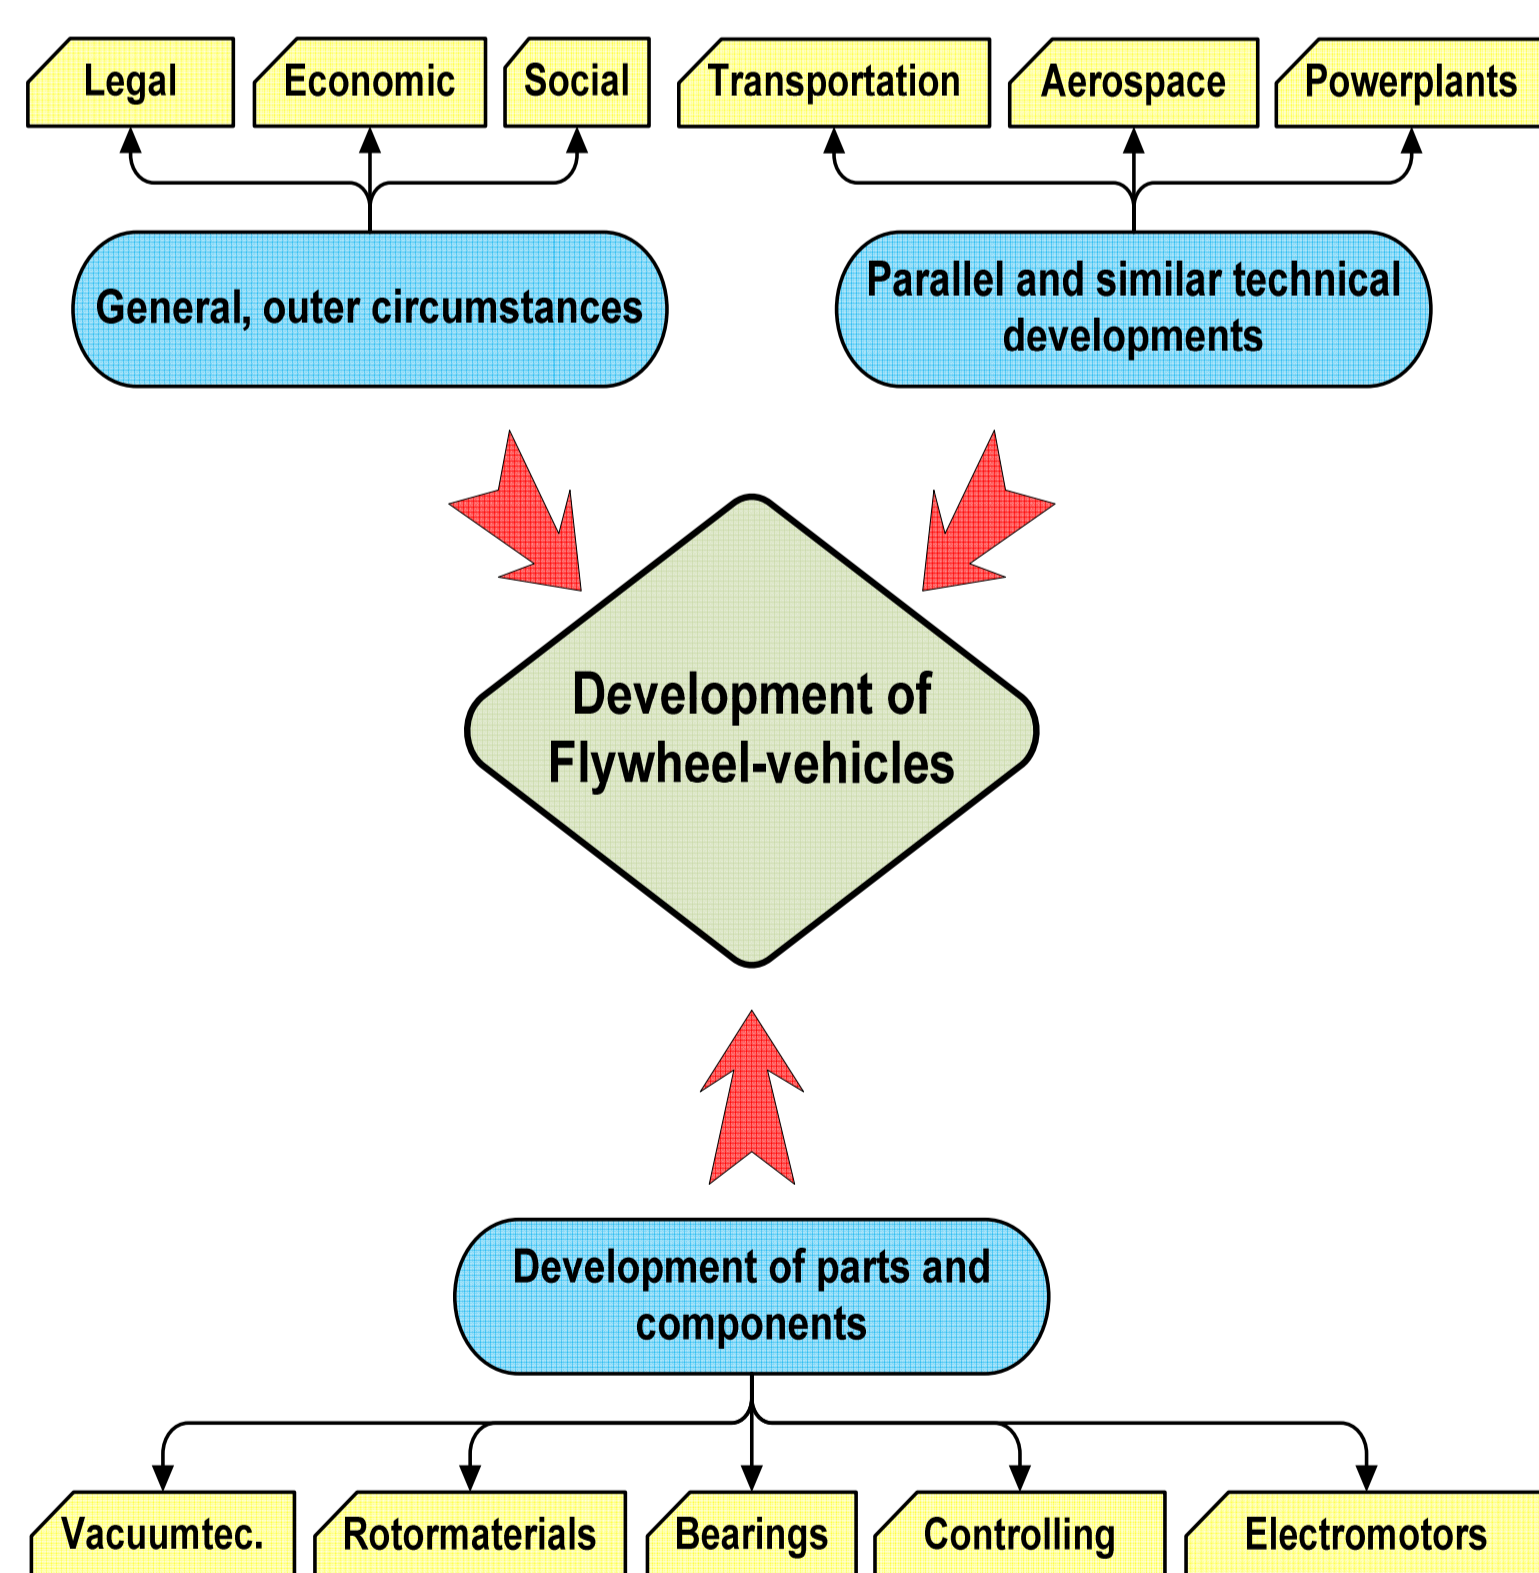 Legal
Economic
Social
Transportation
Aerospace
Powerplants
General, outer circumstances
Parallel and similar technical
developments
Development of
Flywheel-vehicles
Development of parts and
components
Vacuumtec.
Rotormaterials
Bearings
Controlling
Electromotors